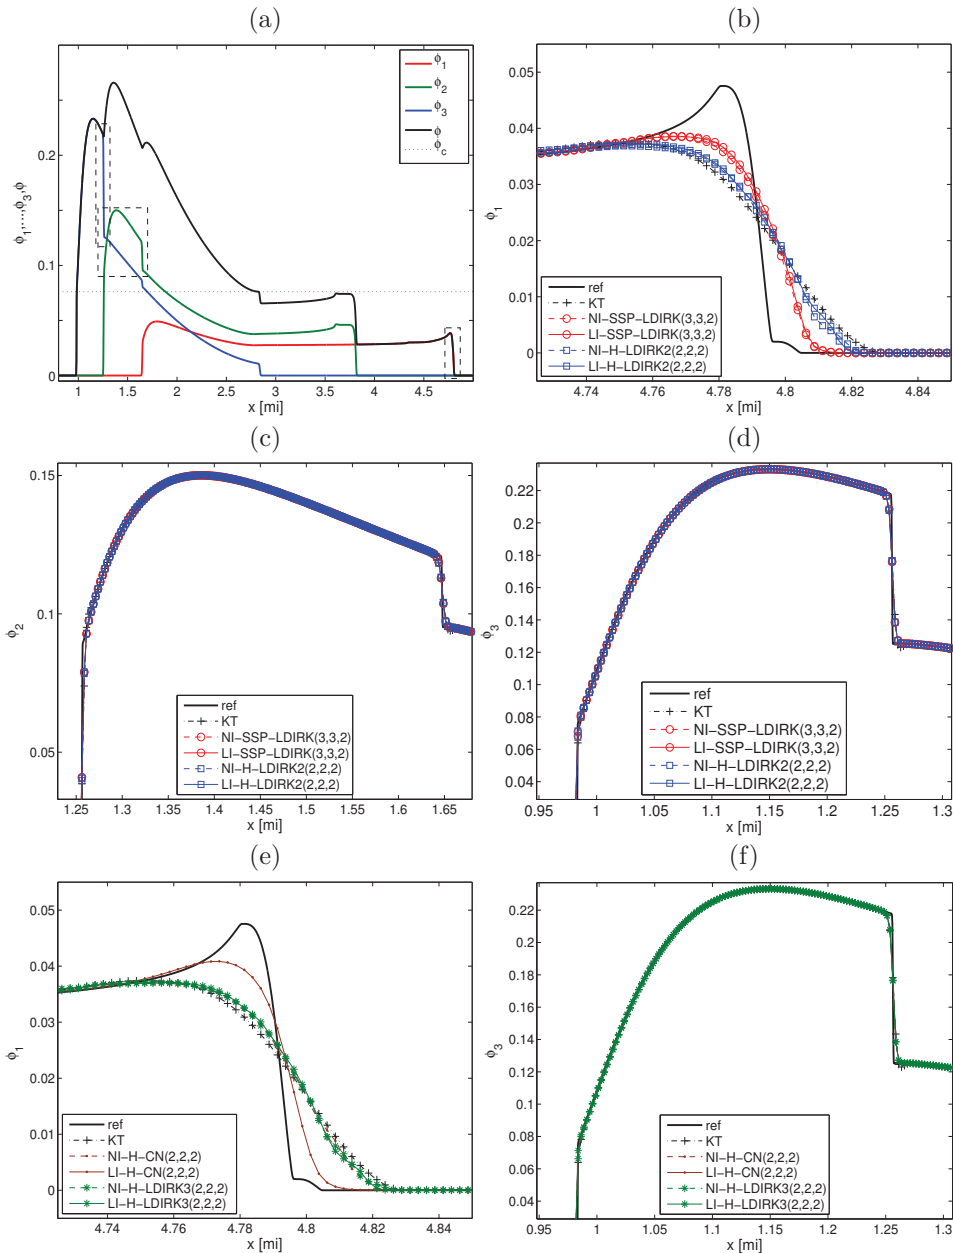 (a)
ϕ1,...,ϕ3,ϕ
0.2
0.1
0
1 1.5 2 2.5 3 3.5 4 4.5
x [mi]
ϕ1
ϕ2
ϕ3
ϕ
ϕc
(b)
ϕ1
0.05
0.04
0.03
0.02
0.01
0
4.74 4.76 4.78 4.8 4.82 4.84
x [mi]
ref
KT
NI−SSP−LDIRK(3,3,2)
LI−SSP−LDIRK(3,3,2)
NI−H−LDIRK2(2,2,2)
LI−H−LDIRK2(2,2,2)
(c)
ϕ2
0.15
0.1
0.05
1.25 1.3 1.35 1.4 1.45 1.5 1.55 1.6 1.65
x [mi]
ref
KT
NI−SSP−LDIRK(3,3,2)
LI−SSP−LDIRK(3,3,2)
NI−H−LDIRK2(2,2,2)
LI−H−LDIRK2(2,2,2)
(d)
ϕ3
0.22
0.2
0.18
0.16
0.14
0.12
0.1
0.08
0.06
0.04
0.95 1 1.05 1.1 1.15 1.2 1.25 1.3
x [mi]
ref
KT
NI−SSP−LDIRK(3,3,2)
LI−SSP−LDIRK(3,3,2)
NI−H−LDIRK2(2,2,2)
LI−H−LDIRK2(2,2,2)
(e)
ϕ1
0.05
0.04
0.03
0.02
0.01
0
4.74 4.76 4.78 4.8 4.82 4.84
x [mi]
ref
KT
NI−H−CN(2,2,2)
LI−H−CN(2,2,2)
NI−H−LDIRK3(2,2,2)
LI−H−LDIRK3(2,2,2)
(f)
ϕ3
0.22
0.2
0.18
0.16
0.14
0.12
0.1
0.08
0.06
0.04
0.95 1 1.05 1.1 1.15 1.2 1.25 1.3
x [mi]
ref
KT
NI−H−CN(2,2,2)
LI−H−CN(2,2,2)
NI−H−LDIRK3(2,2,2)
LI−H−LDIRK3(2,2,2)